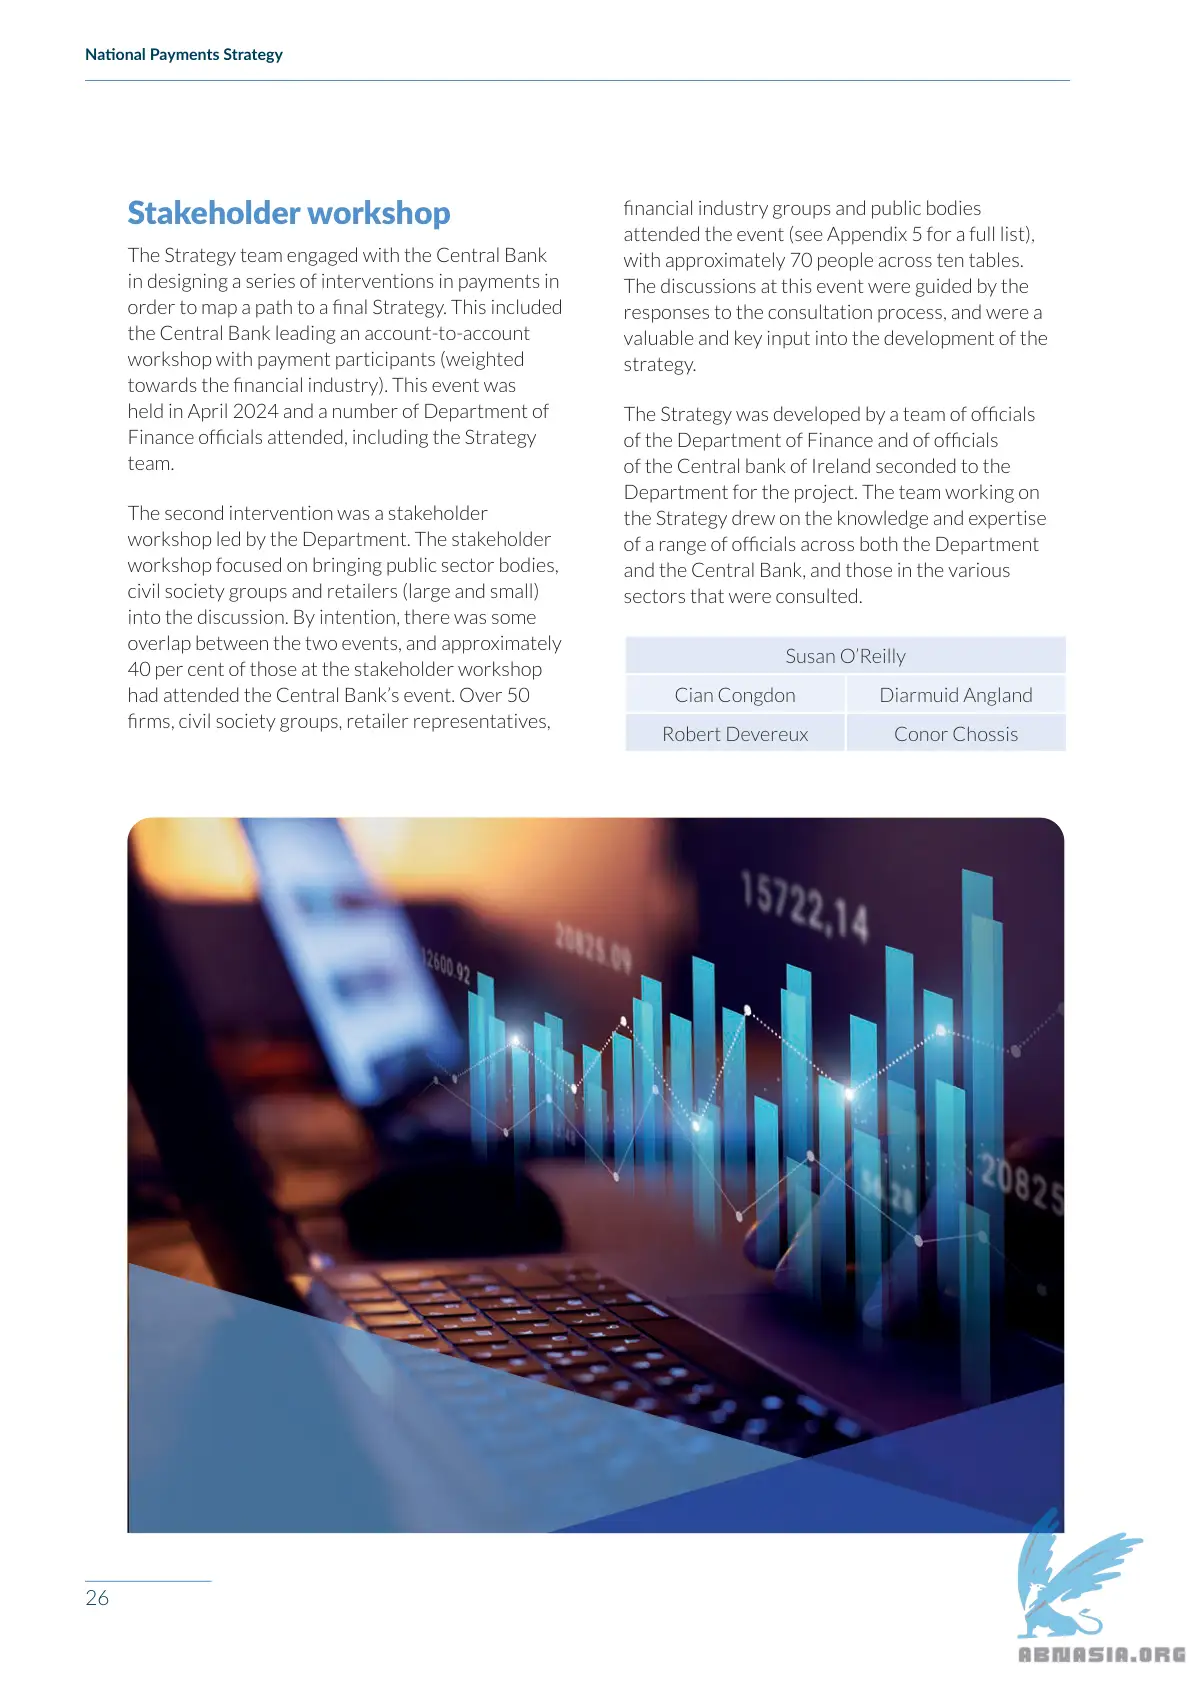 National Payments Strategy
Stakeholder workshop
The Strategy team engaged with the Central Bank
in designing a series of interventions in payments in
order to map a path to a final Strategy. This included
the Central Bank leading an account-to-account
workshop with payment participants (weighted
towards the financial industry). This event was
held in April 2024 and a number of Department of
Finance officials attended, including the Strategy
team.
The second intervention was a stakeholder
workshop led by the Department. The stakeholder
workshop focused on bringing public sector bodies,
civil society groups and retailers (large and small)
into the discussion. By intention, there was some
overlap between the two events, and approximately
40 per cent of those at the stakeholder workshop
had attended the Central Bank’s event. Over 50
firms, civil society groups, retailer representatives,
financial industry groups and public bodies
attended the event (see Appendix 5 for a full list),
with approximately 70 people across ten tables.
The discussions at this event were guided by the
responses to the consultation process, and were a
valuable and key input into the development of the
strategy.
The Strategy was developed by a team of officials
of the Department of Finance and of officials
of the Central bank of Ireland seconded to the
Department for the project. The team working on
the Strategy drew on the knowledge and expertise
of a range of officials across both the Department
and the Central Bank, and those in the various
sectors that were consulted.
Susan O’Reilly
Cian Congdon Diarmuid Angland
Robert Devereux Conor Chossis
15722,14
20825.09
12600.92
20825
26
ABNASIA.ORG